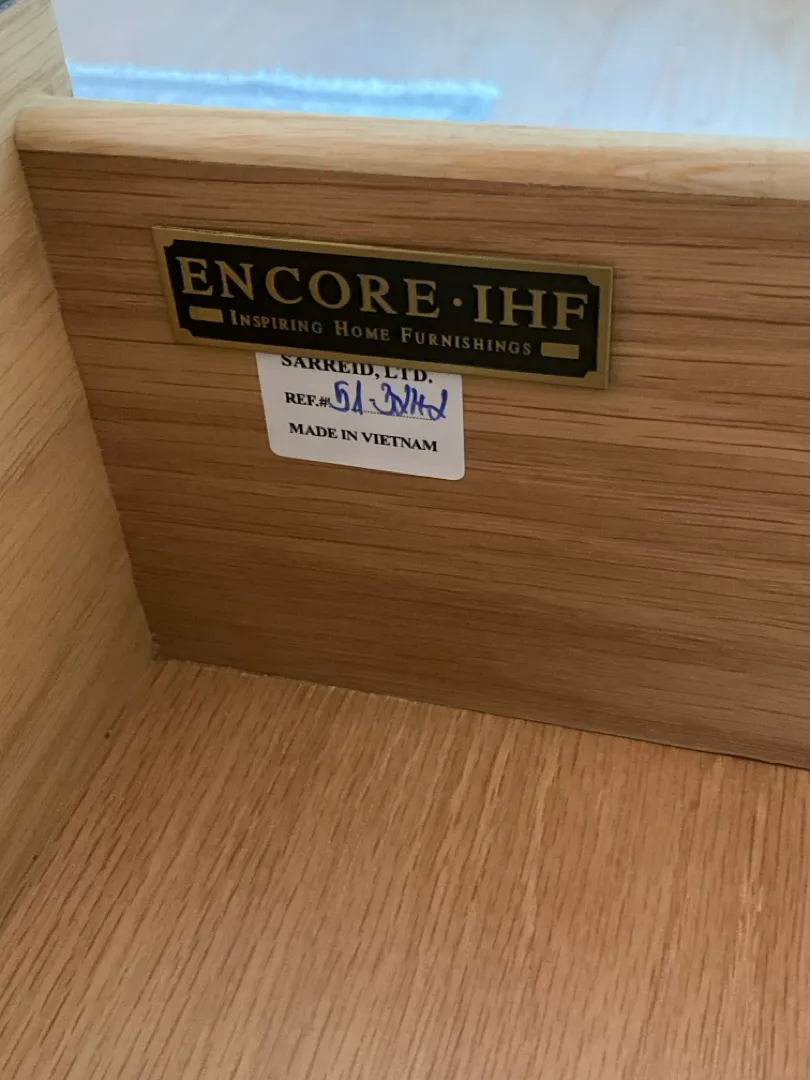 ENCORE · IHF
INSPIRING HOME FURNISHINGS
SARREID, LTD.
REF.#
MADE IN VIETNAM